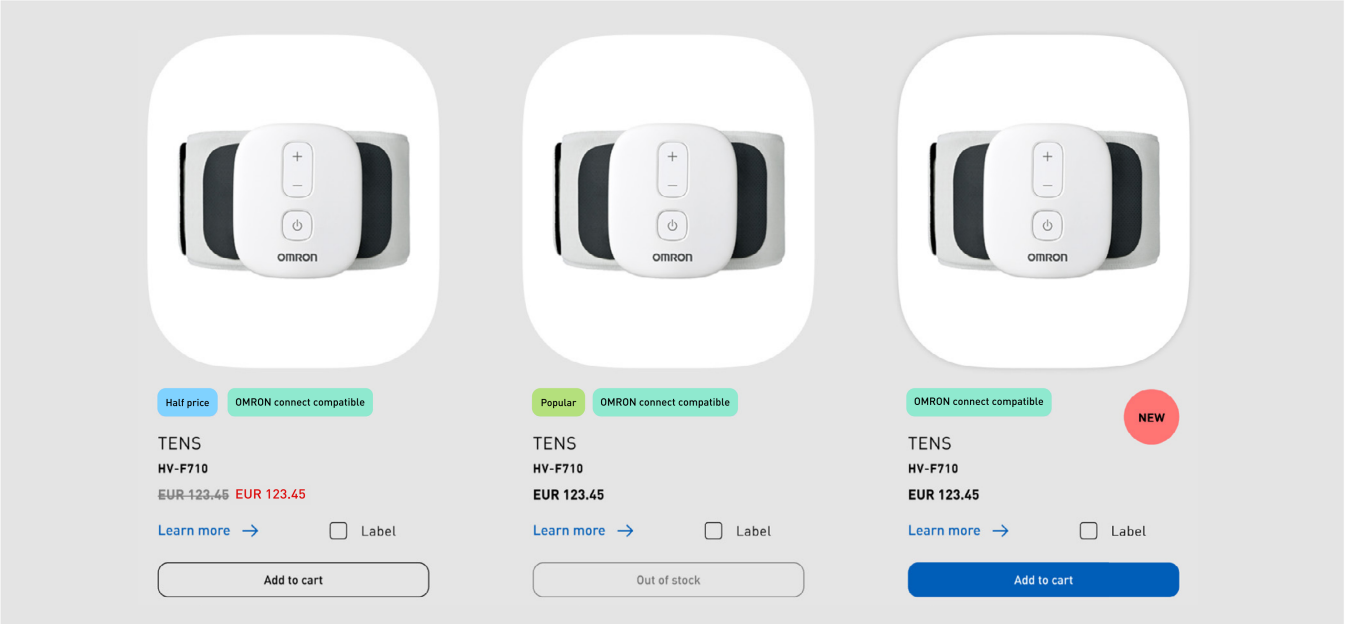 +
−
OMRON
+
−
OMRON
+
−
OMRON
Half price
OMRON connect compatible
TENS
HV-F710
EUR 123.45 EUR 123.45
Learn more →
Label
Add to cart
Popular
OMRON connect compatible
TENS
HV-F710
EUR 123.45
Learn more →
Label
Out of stock
OMRON connect compatible
NEW
TENS
HV-F710
EUR 123.45
Learn more →
Label
Add to cart